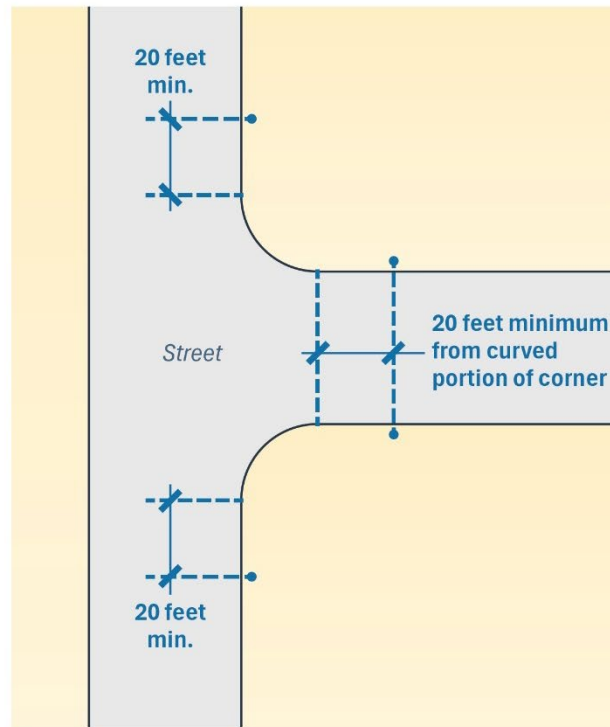 20 feet
min.
Street
20 feet minimum
from curved
portion of corner
20 feet
min.